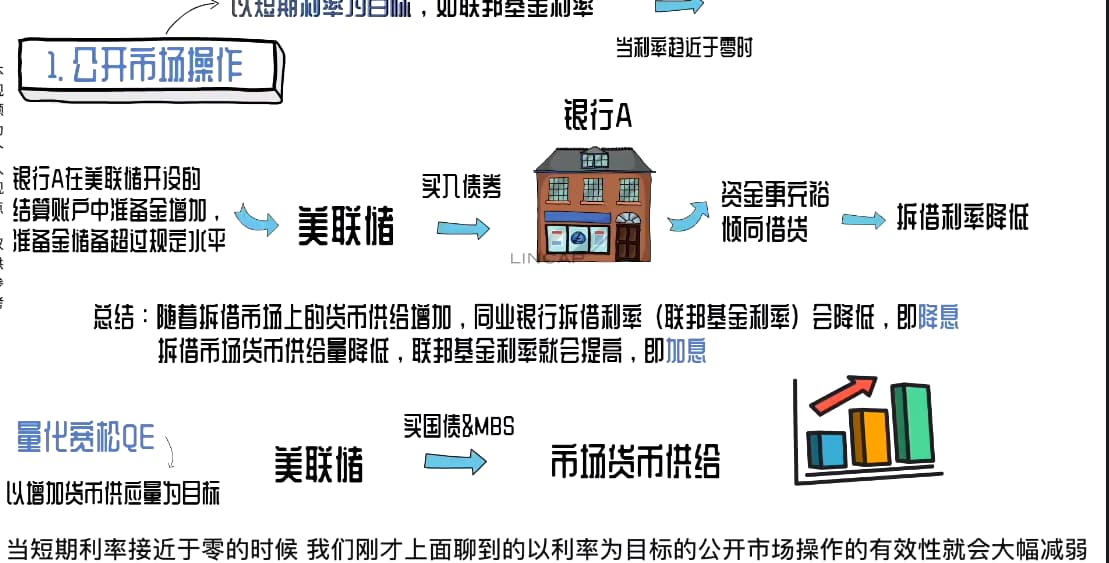 以短期利率为目标，如联邦基金利率
当利率趋近于零时
1. 公开市场操作
银行A
银行A在美联储开设的
结算账户中准备金增加，
准备金储备超过规定水平
美联储
买入债券
资金更充裕
倾向借贷
拆借利率降低
LINCAP
总结：随着拆借市场上的货币供给增加，同业银行拆借利率（联邦基金利率）会降低，即降息
拆借市场货币供给量降低，联邦基金利率就会提高，即加息
量化宽松QE
以增加货币供应量为目标
美联储
买国债&MBS
市场货币供给
当短期利率接近于零的时候 我们刚才上面聊到的以利率为目标的公开市场操作的有效性就会大幅减弱